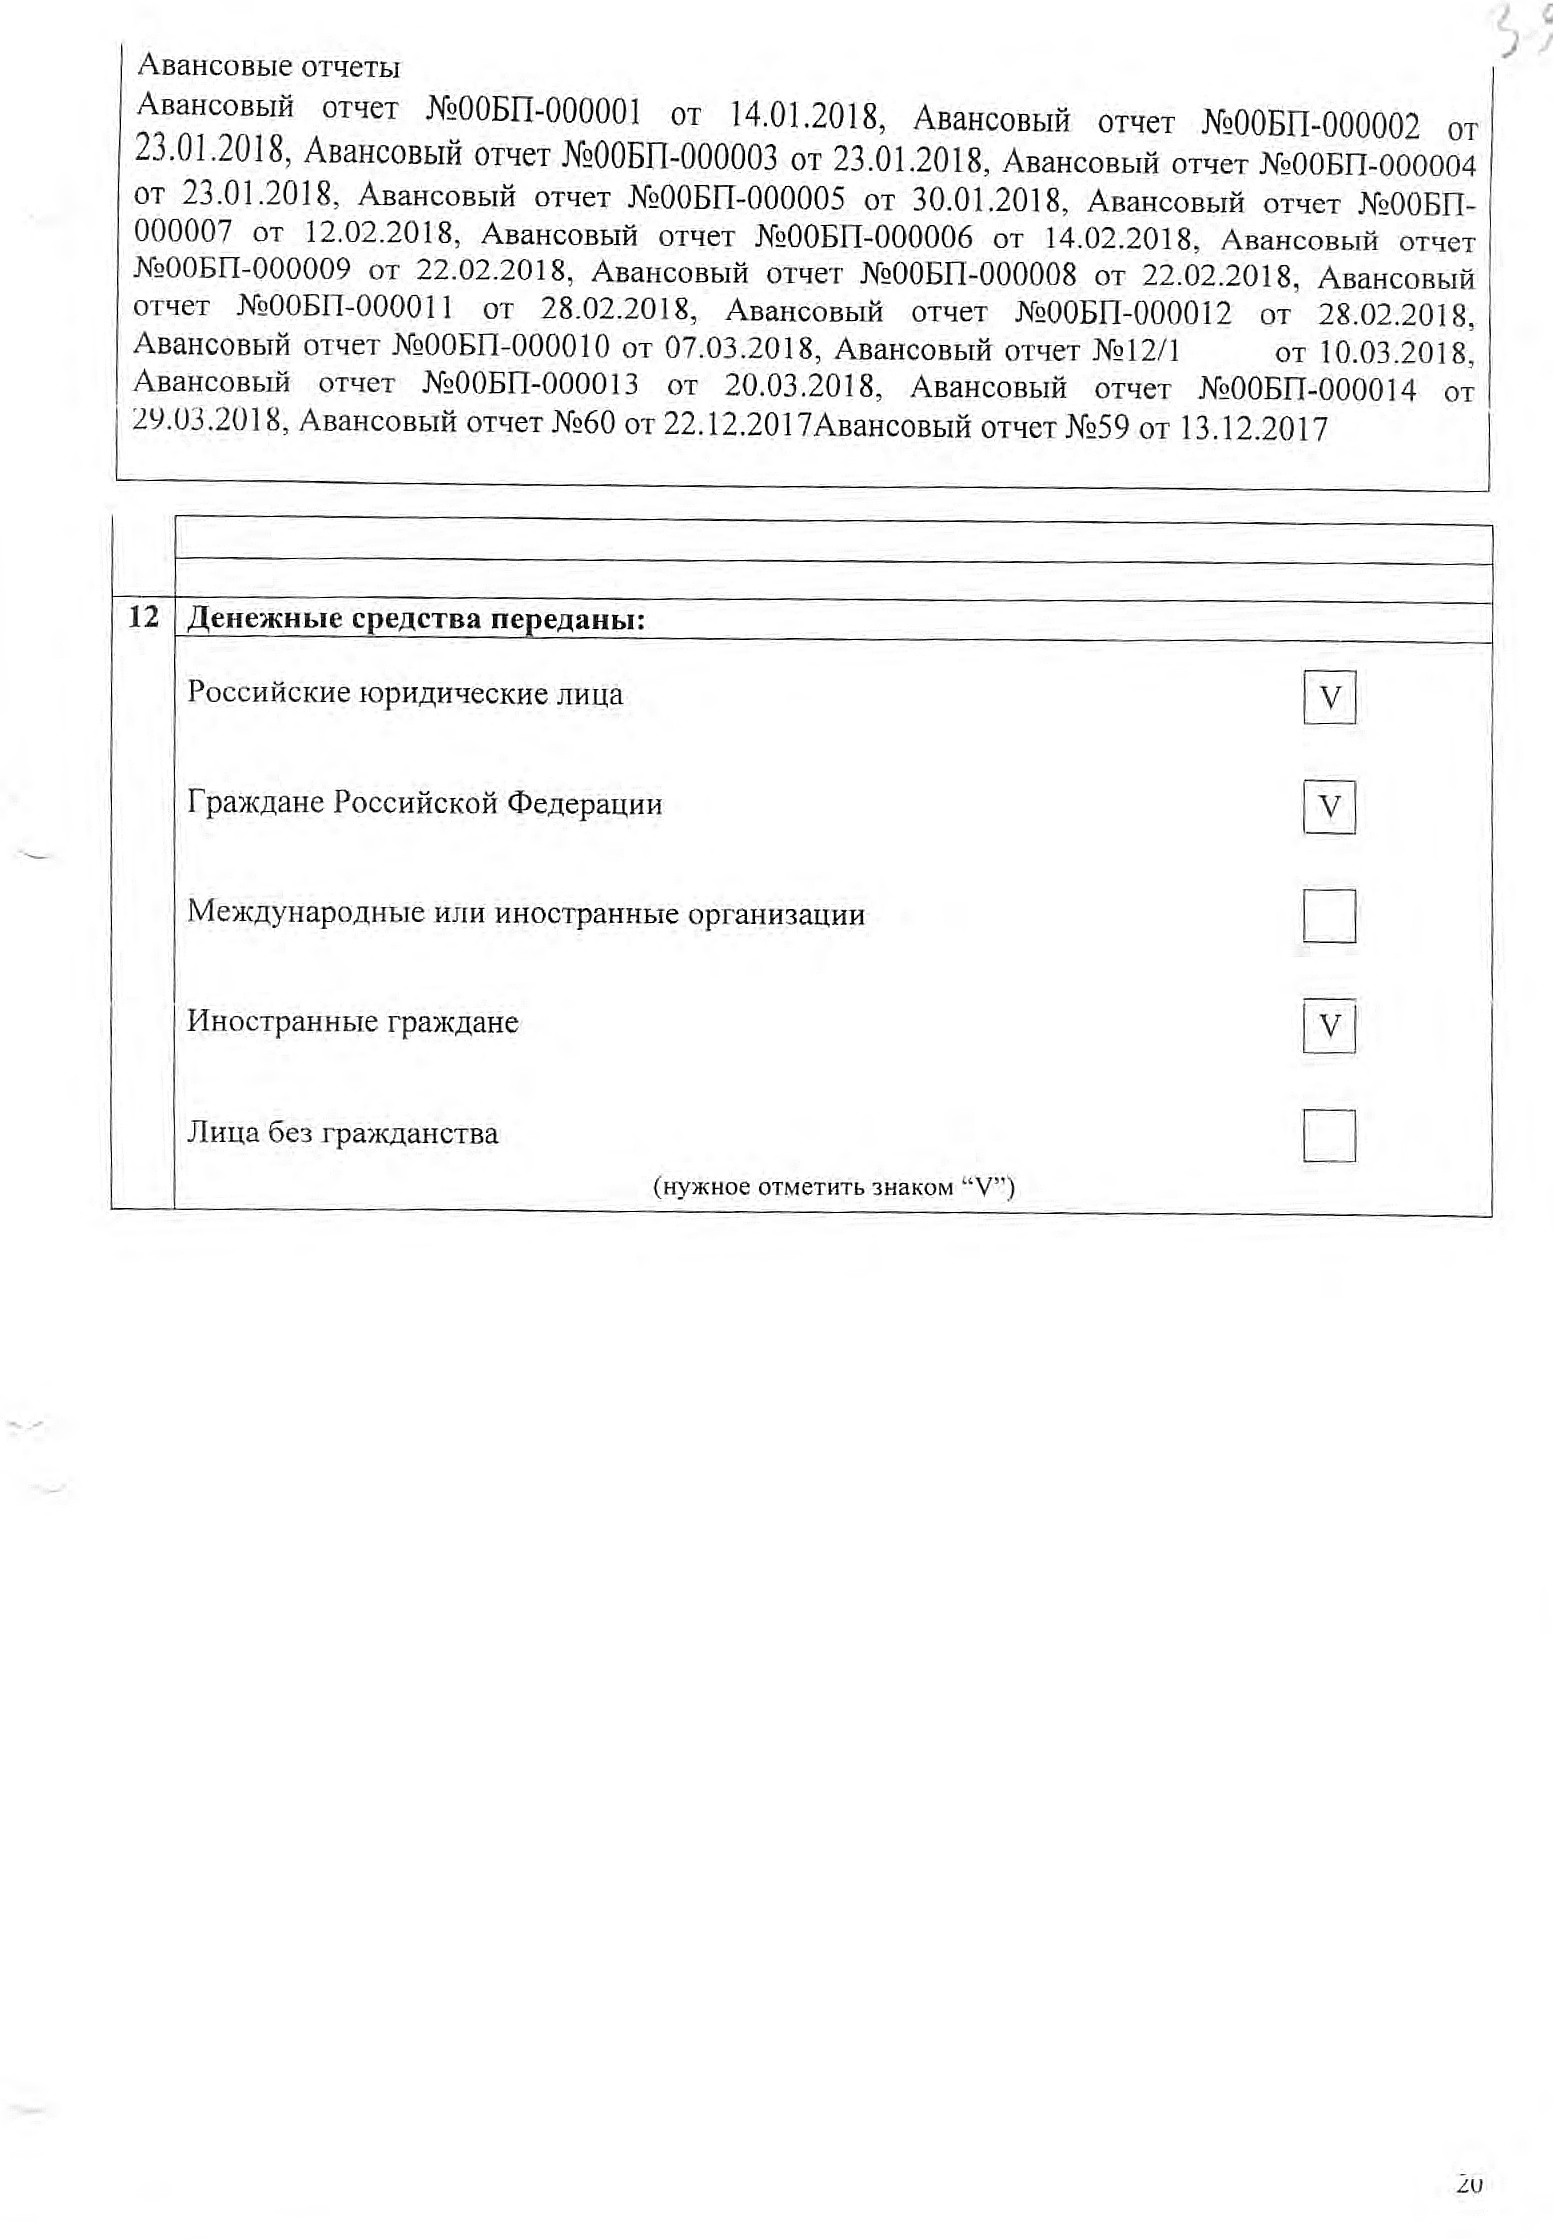 Авансовые отчеты
Авансовый отчет №00БП-000001 от 14.01.2018, Авансовый отчет №00БП-000002 от
23.01.2018, Авансовый отчет №00БП-000003 от 23.01.2018, Авансовый отчет №00БП-000004
от 23.01.2018, Авансовый отчет №00БП-000005 от 30.01.2018, Авансовый отчет №00БП-
000007 от 12.02.2018, Авансовый отчет №00БП-000006 от 14.02.2018, Авансовый отчет
№00БП-000009 от 22.02.2018, Авансовый отчет №00БП-000008 от 22.02.2018, Авансовый
отчет №00БП-000011 от 28.02.2018, Авансовый отчет №00БП-000012 от 28.02.2018,
Авансовый отчет №00БП-000010 от 07.03.2018, Авансовый отчет №12/1 от 10.03.2018,
Авансовый отчет №00БП-000013 от 20.03.2018, Авансовый отчет №00БП-000014 от
29.03.2018, Авансовый отчет №60 от 22.12.2017Авансовый отчет №59 от 13.12.2017
12 Денежные средства переданы:
Российские юридические лица V
Граждане Российской Федерации V
Международные или иностранные организации
Иностранные граждане V
Лица без гражданства
(нужное отметить знаком “V”)
20